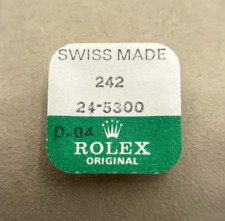 SWISS MADE
242
24-5300
D-04
ROLEX
ORIGINAL